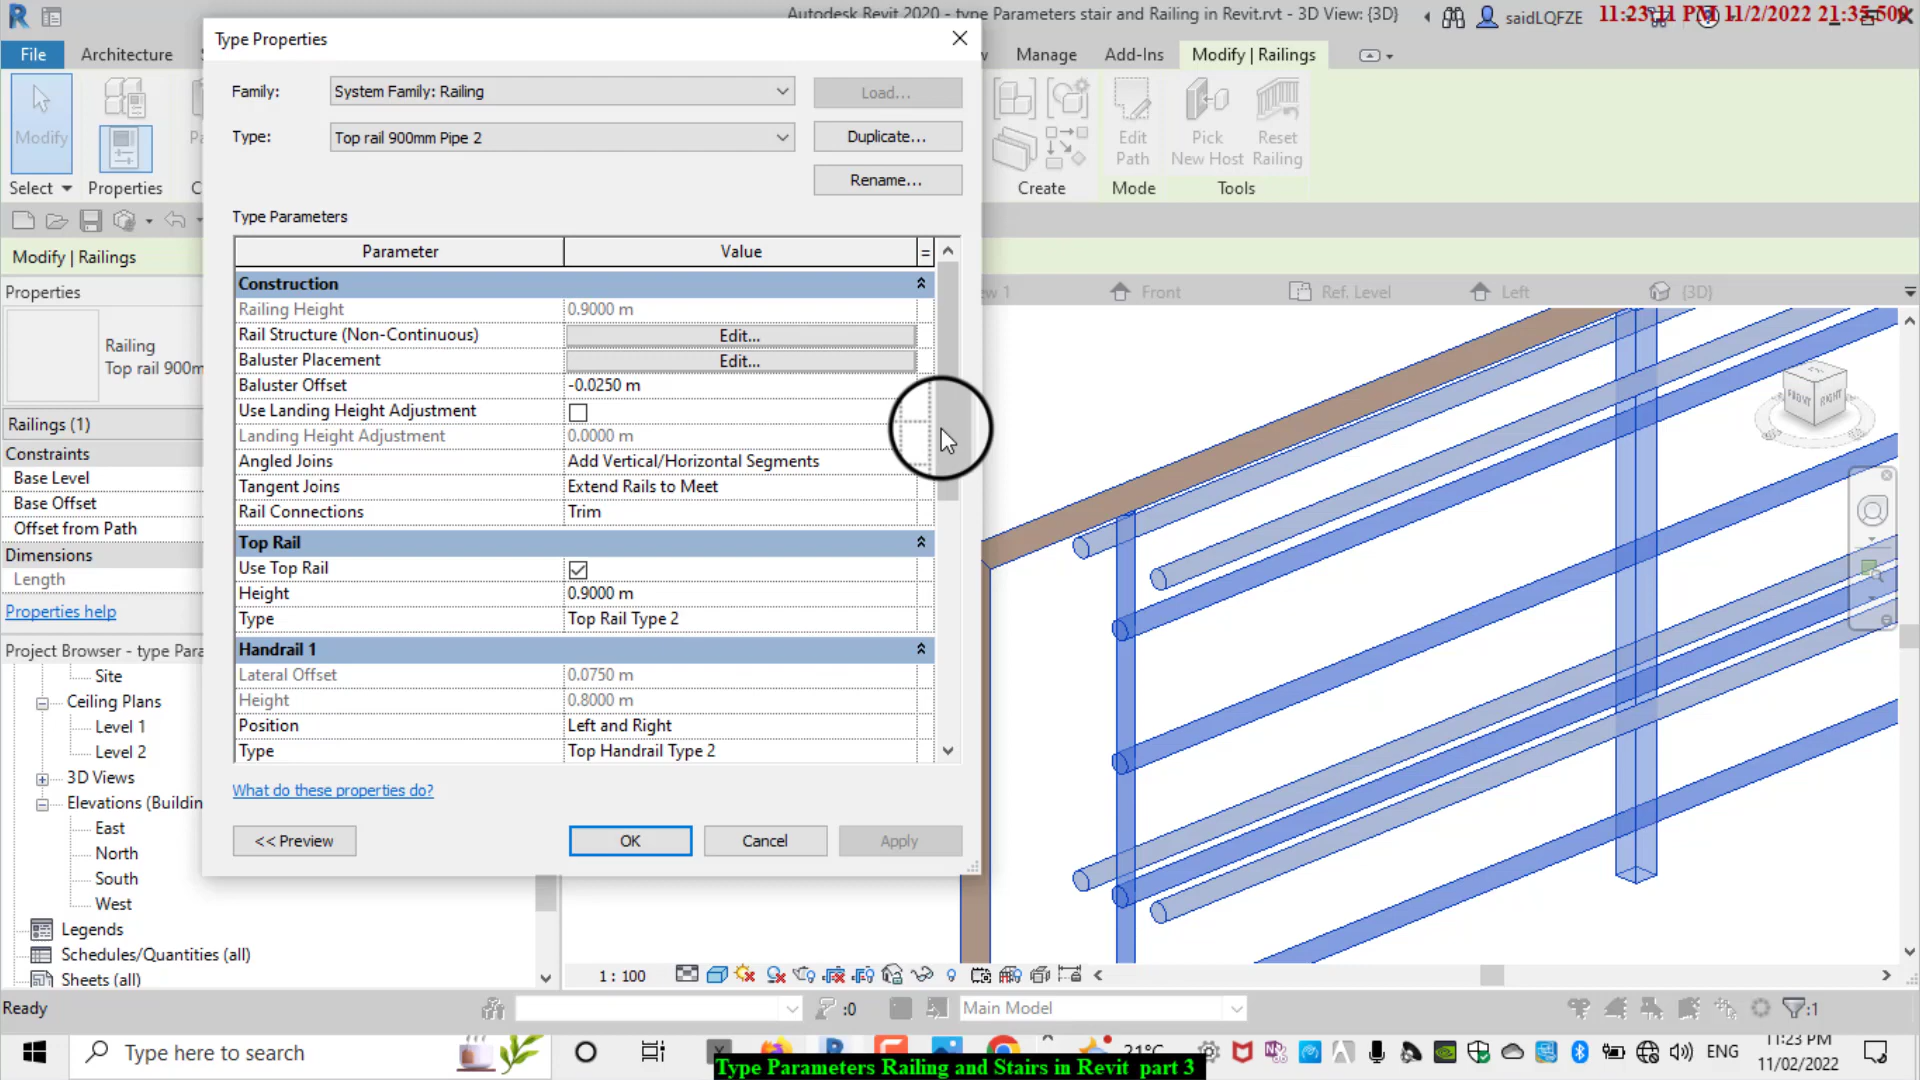 Autodesk Revit 2020 - type Parameters stair and Railing in Revit.rvt - 3D View: {3D}
saidLQFZE
11:23:11 PM 11/2/2022 21:35.500
File
Architecture
Manage
Add-Ins
Modify | Railings
Type Properties
Family:
System Family: Railing
Load...
Type:
Top rail 900mm Pipe 2
Duplicate...
Rename...
Modify
Select
Properties
Create
Edit
Path
Mode
Pick
New Host
Reset
Railing
Tools
Modify | Railings
Type Parameters
Parameter
Value
=
Construction
Railing Height
0.9000 m
Rail Structure (Non-Continuous)
Edit...
Baluster Placement
Edit...
Baluster Offset
-0.0250 m
Use Landing Height Adjustment
Landing Height Adjustment
0.0000 m
Angled Joins
Add Vertical/Horizontal Segments
Tangent Joins
Extend Rails to Meet
Rail Connections
Trim
Top Rail
Use Top Rail
Height
0.9000 m
Type
Top Rail Type 2
Handrail 1
Lateral Offset
0.0750 m
Height
0.8000 m
Position
Left and Right
Type
Top Handrail Type 2
What do these properties do?
<< Preview
OK
Cancel
Apply
Properties
Railing
Top rail 900m
Railings (1)
Constraints
Base Level
Base Offset
Offset from Path
Dimensions
Length
Properties help
Project Browser - type Para
Site
Ceiling Plans
Level 1
Level 2
3D Views
Elevations (Buildin
East
North
South
West
Legends
Schedules/Quantities (all)
Sheets (all)
Front
Ref. Level
Left
{3D}
FRONT
RIGHT
1 : 100
Ready
:0
Main Model
:1
Type here to search
21°C
ENG
11:23 PM
11/02/2022
Type Parameters Railing and Stairs in Revit part 3